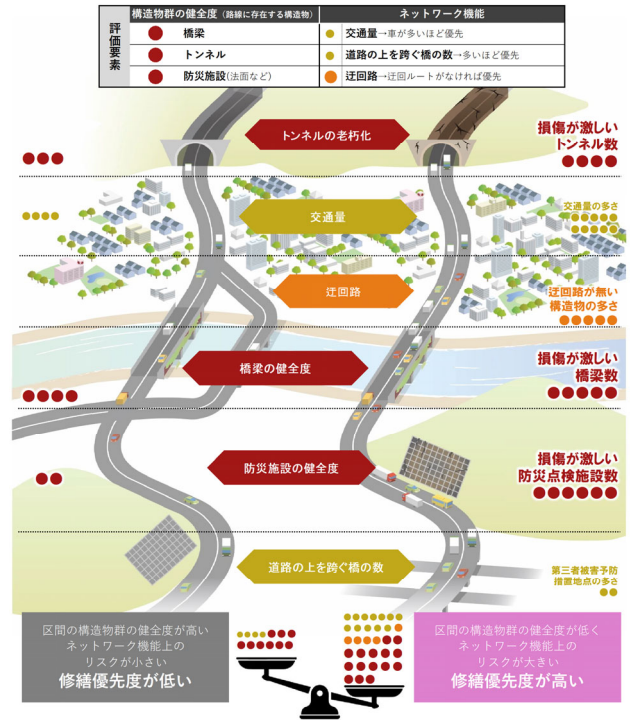 評価要素
構造物群の健全度(路線に存在する構造物)
ネットワーク機能
橋梁
交通量→車が多いほど優先
トンネル
道路の上を跨ぐ橋の数→多いほど優先
防災施設(法面など)
迂回路→迂回ルートがなければ優先
トンネルの老朽化
損傷が激しい
トンネル数
交通量
交通量の多さ
迂回路
迂回路が無い
構造物の多さ
橋梁の健全度
損傷が激しい
橋梁数
防災施設の健全度
損傷が激しい
防災点検施設数
道路の上を跨ぐ橋の数
第三者被害予防
措置地点の多さ
区間の構造物群の健全度が高い
ネットワーク機能上の
リスクが小さい
修繕優先度が低い
区間の構造物群の健全度が低く
ネットワーク機能上の
リスクが大きい
修繕優先度が高い